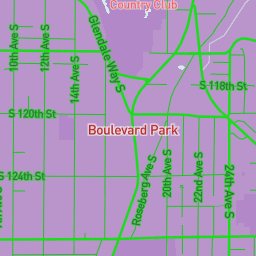 Country Club
10th Ave S
12th Ave S
14th Ave S
Glendale Way S
S 118th St
S 120th St
Boulevard Park
S 124th St
Roseberg Ave S
20th Ave S
22nd Ave S
24th Ave S